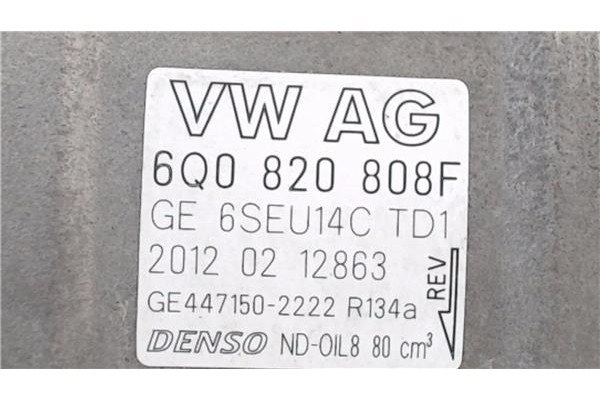 VW AG
6Q0 820 808F
GE 6SEU14C TD1
2012 02 12863
GE447150-2222 R134a
DENSO ND-OIL8 80 cm³
REV